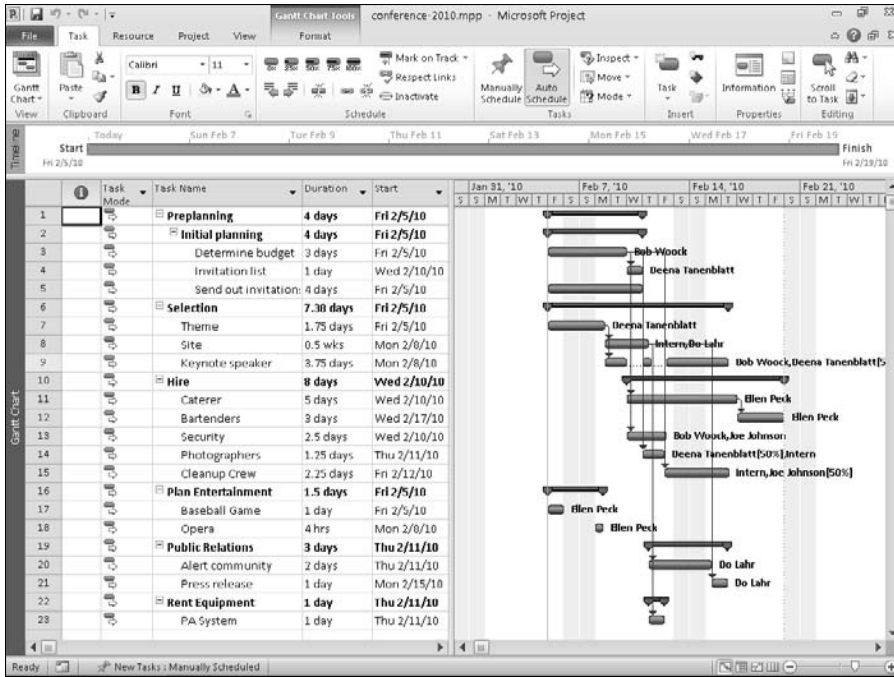 Gantt Chart Tools conference-2010.mpp - Microsoft Project
File Task Resource Project View Format
Calibri 11 Mark on Track Inspect
Respect Links Move
Gantt Chart Paste B I U A Inactivate Manually Schedule Auto Schedule Mode Task Information Scroll to Task
View Clipboard Font Schedule Tasks Insert Properties Editing
Timeline
Today Sun Feb 7 Tue Feb 9 Thu Feb 11 Sat Feb 13 Mon Feb 15 Wed Feb 17 Fri Feb 19
Start Finish
Fri 2/5/10 Fri 2/19/10
Task Mode Task Name Duration Start Jan 31, '10 Feb 7, '10 Feb 14, '10 Feb 21, '10
S S M T W T F S S M T W T F S S M T W T F S S M T W T
Gantt Chart
1 Preplanning 4 days Fri 2/5/10
2 Initial planning 4 days Fri 2/5/10
3 Determine budget 3 days Fri 2/5/10 Bob Woock
4 Invitation list 1 day Wed 2/10/10 Deena Tanenblatt
5 Send out invitation: 4 days Fri 2/5/10
6 Selection 7.38 days Fri 2/5/10
7 Theme 1.75 days Fri 2/5/10 Deena Tanenblatt
8 Site 0.5 wks Mon 2/8/10 Intern,Do Lahr
9 Keynote speaker 3.75 days Mon 2/8/10 Bob Woock,Deena Tanenblatt[5
10 Hire 8 days Wed 2/10/10
11 Caterer 5 days Wed 2/10/10 Ellen Peck
12 Bartenders 3 days Wed 2/17/10 Ellen Peck
13 Security 2.5 days Wed 2/10/10 Bob Woock,Joe Johnson
14 Photographers 1.25 days Thu 2/11/10 Deena Tanenblatt[50%],Intern
15 Cleanup Crew 2.25 days Fri 2/12/10 Intern,Joe Johnson[50%]
16 Plan Entertainment 1.5 days Fri 2/5/10
17 Baseball Game 1 day Fri 2/5/10 Ellen Peck
18 Opera 4 hrs Mon 2/8/10 Ellen Peck
19 Public Relations 3 days Thu 2/11/10
20 Alert community 2 days Thu 2/11/10 Do Lahr
21 Press release 1 day Mon 2/15/10 Do Lahr
22 Rent Equipment 1 day Thu 2/11/10
23 PA System 1 day Thu 2/11/10
Ready New Tasks : Manually Scheduled